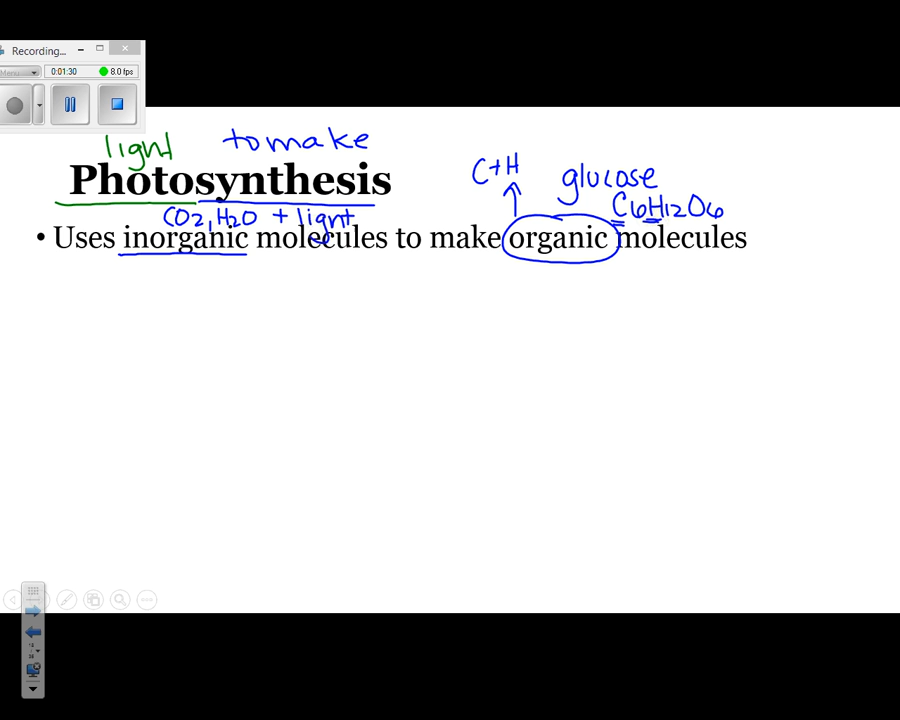 Recording...
Menu
0:01:30
8.0 fps
light to make
Photosynthesis
C+H
glucose
C6H12O6
CO2, H2O + light
• Uses inorganic molecules to make organic molecules